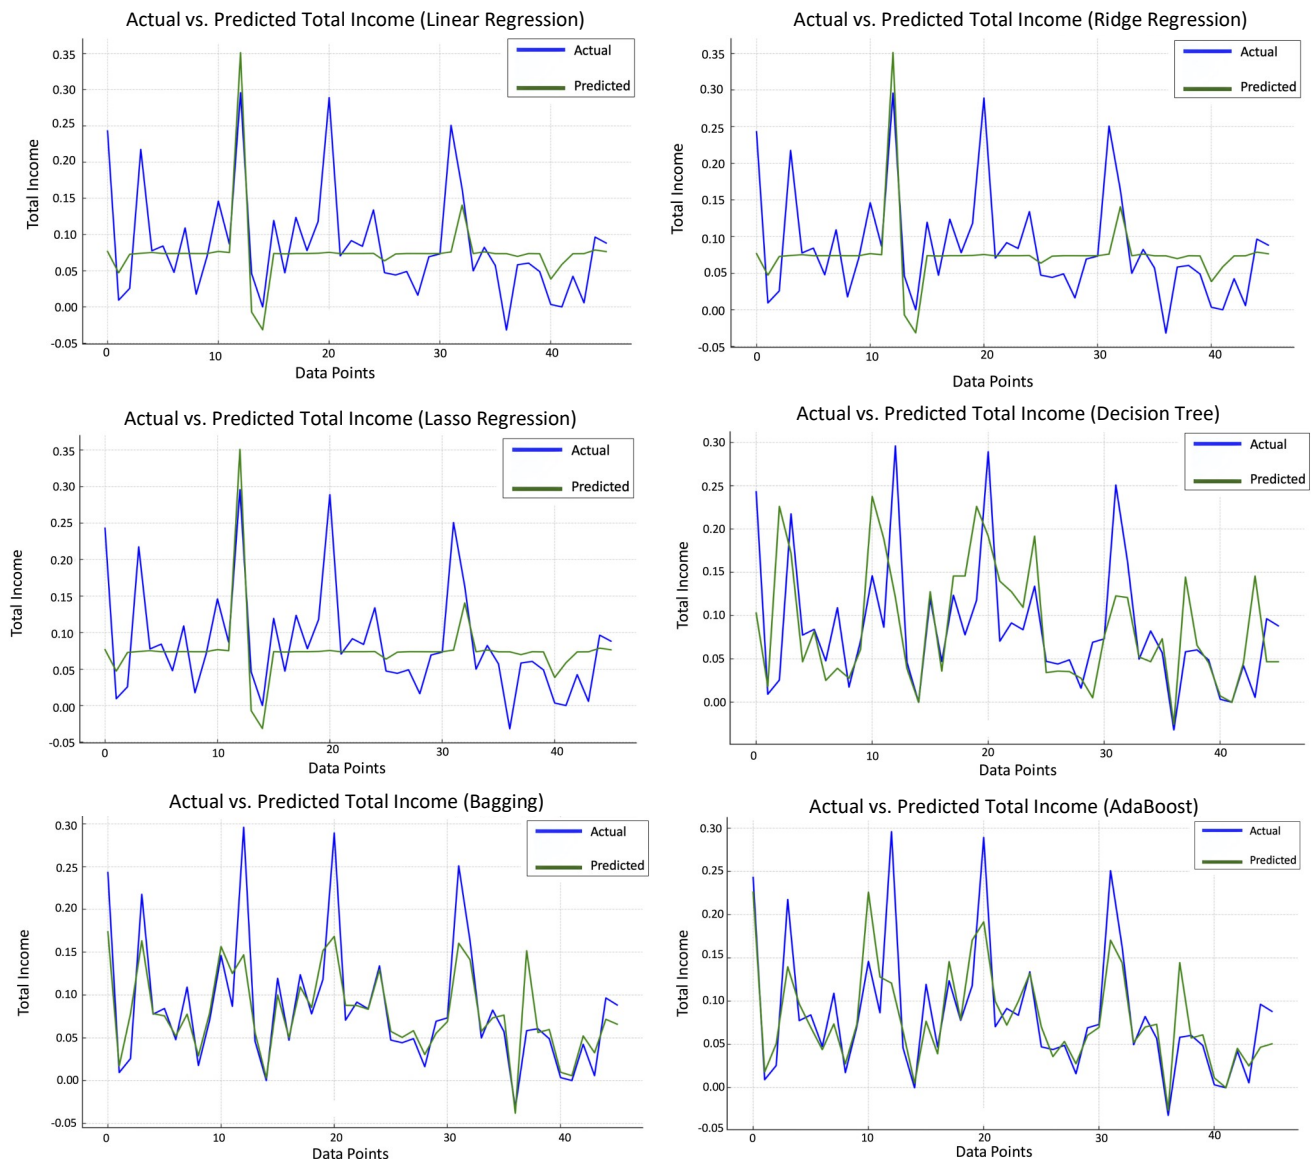 Actual vs. Predicted Total Income (Linear Regression)
0.35
0.30
0.25
0.20
0.15
0.10
0.05
0.00
-0.05
Total Income
0
10
20
30
40
Data Points
Actual
Predicted
Actual vs. Predicted Total Income (Ridge Regression)
0.35
0.30
0.25
0.20
0.15
0.10
0.05
0.00
-0.05
Total Income
0
10
20
30
40
Data Points
Actual
Predicted
Actual vs. Predicted Total Income (Lasso Regression)
0.35
0.30
0.25
0.20
0.15
0.10
0.05
0.00
-0.05
Total Income
0
10
20
30
40
Data Points
Actual
Predicted
Actual vs. Predicted Total Income (Decision Tree)
0.30
0.25
0.20
0.15
0.10
0.05
0.00
Total Income
0
10
20
30
40
Data Points
Actual
Predicted
Actual vs. Predicted Total Income (Bagging)
0.30
0.25
0.20
0.15
0.10
0.05
0.00
-0.05
Total Income
0
10
20
30
40
Data Points
Actual
Predicted
Actual vs. Predicted Total Income (AdaBoost)
0.30
0.25
0.20
0.15
0.10
0.05
0.00
-0.05
Total Income
0
10
20
30
40
Data Points
Actual
Predicted